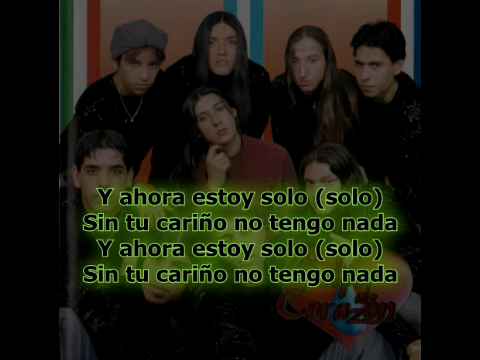 Y ahora estoy solo (solo)
Sin tu cariño no tengo nada
Y ahora estoy solo (solo)
Sin tu cariño no tengo nada
Corazón